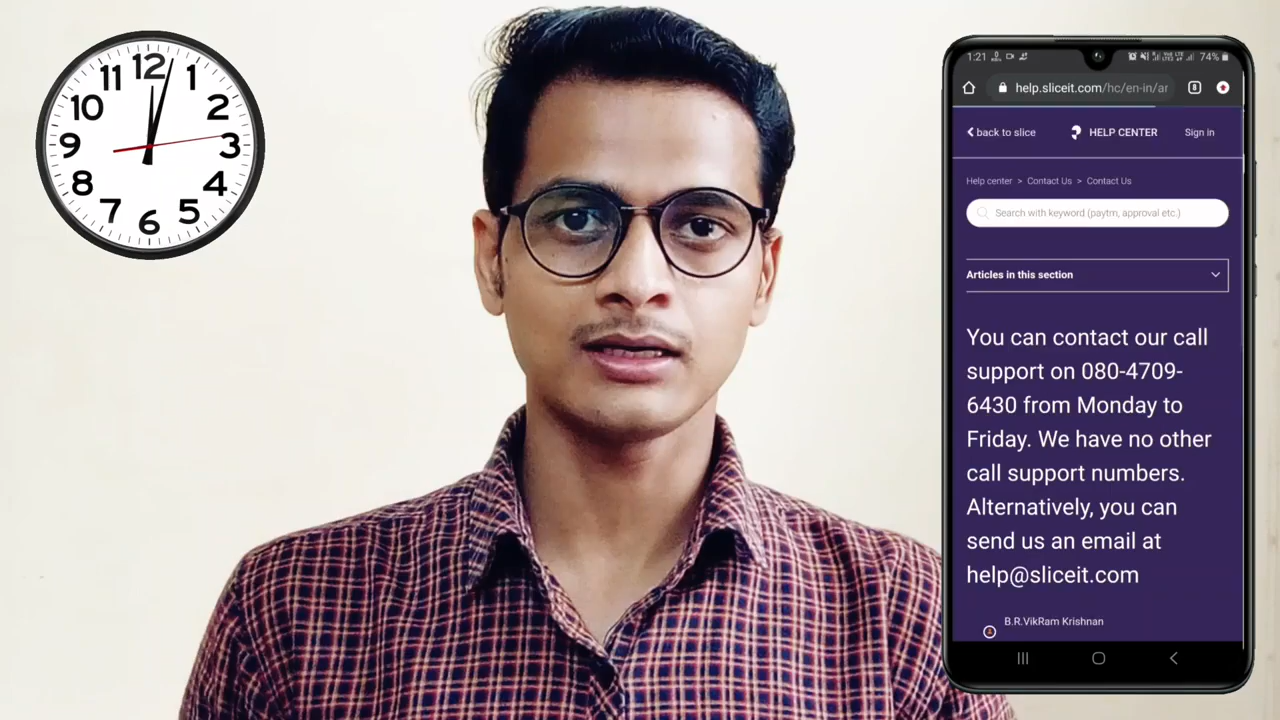 12
11
1
10
2
9
3
8
4
7
5
6
1:21
74%
help.sliceit.com/hc/en-in/ar
8
back to slice
HELP CENTER
Sign in
Help center > Contact Us > Contact Us
Search with keyword (paytm, approval etc.)
Articles in this section
You can contact our call
support on 080-4709-
6430 from Monday to
Friday. We have no other
call support numbers.
Alternatively, you can
send us an email at
help@sliceit.com
B.R.VikRam Krishnan